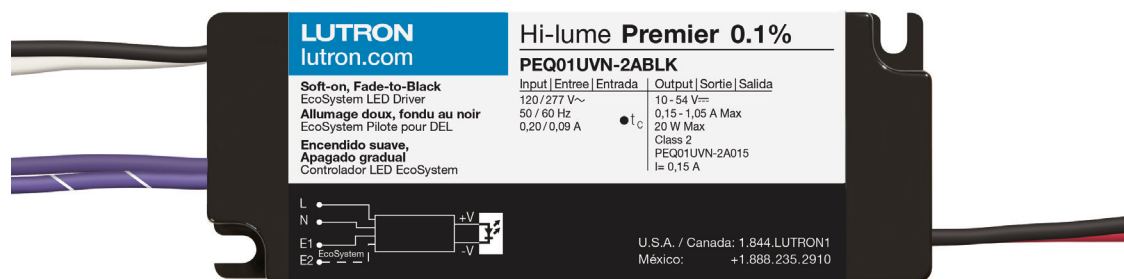 LUTRON
lutron.com
Soft-on, Fade-to-Black
EcoSystem LED Driver
Allumage doux, fondu au noir
EcoSystem Pilote pour DEL
Encendido suave,
Apagado gradual
Controlador LED EcoSystem
Hi-lume Premier 0.1%
PEQ01UVN-2ABLK
Input | Entree | Entrada
120/277 V~
50/60 Hz
0,20/0,09 A
tc
Output | Sortie | Salida
10-54 V⎓
0,15-1,05 A Max
20 W Max
Class 2
PEQ01UVN-2A015
I= 0,15 A
L
N
E1
EcoSystem
E2
+V
-V
U.S.A. / Canada: 1.844.LUTRON1
México: +1.888.235.2910